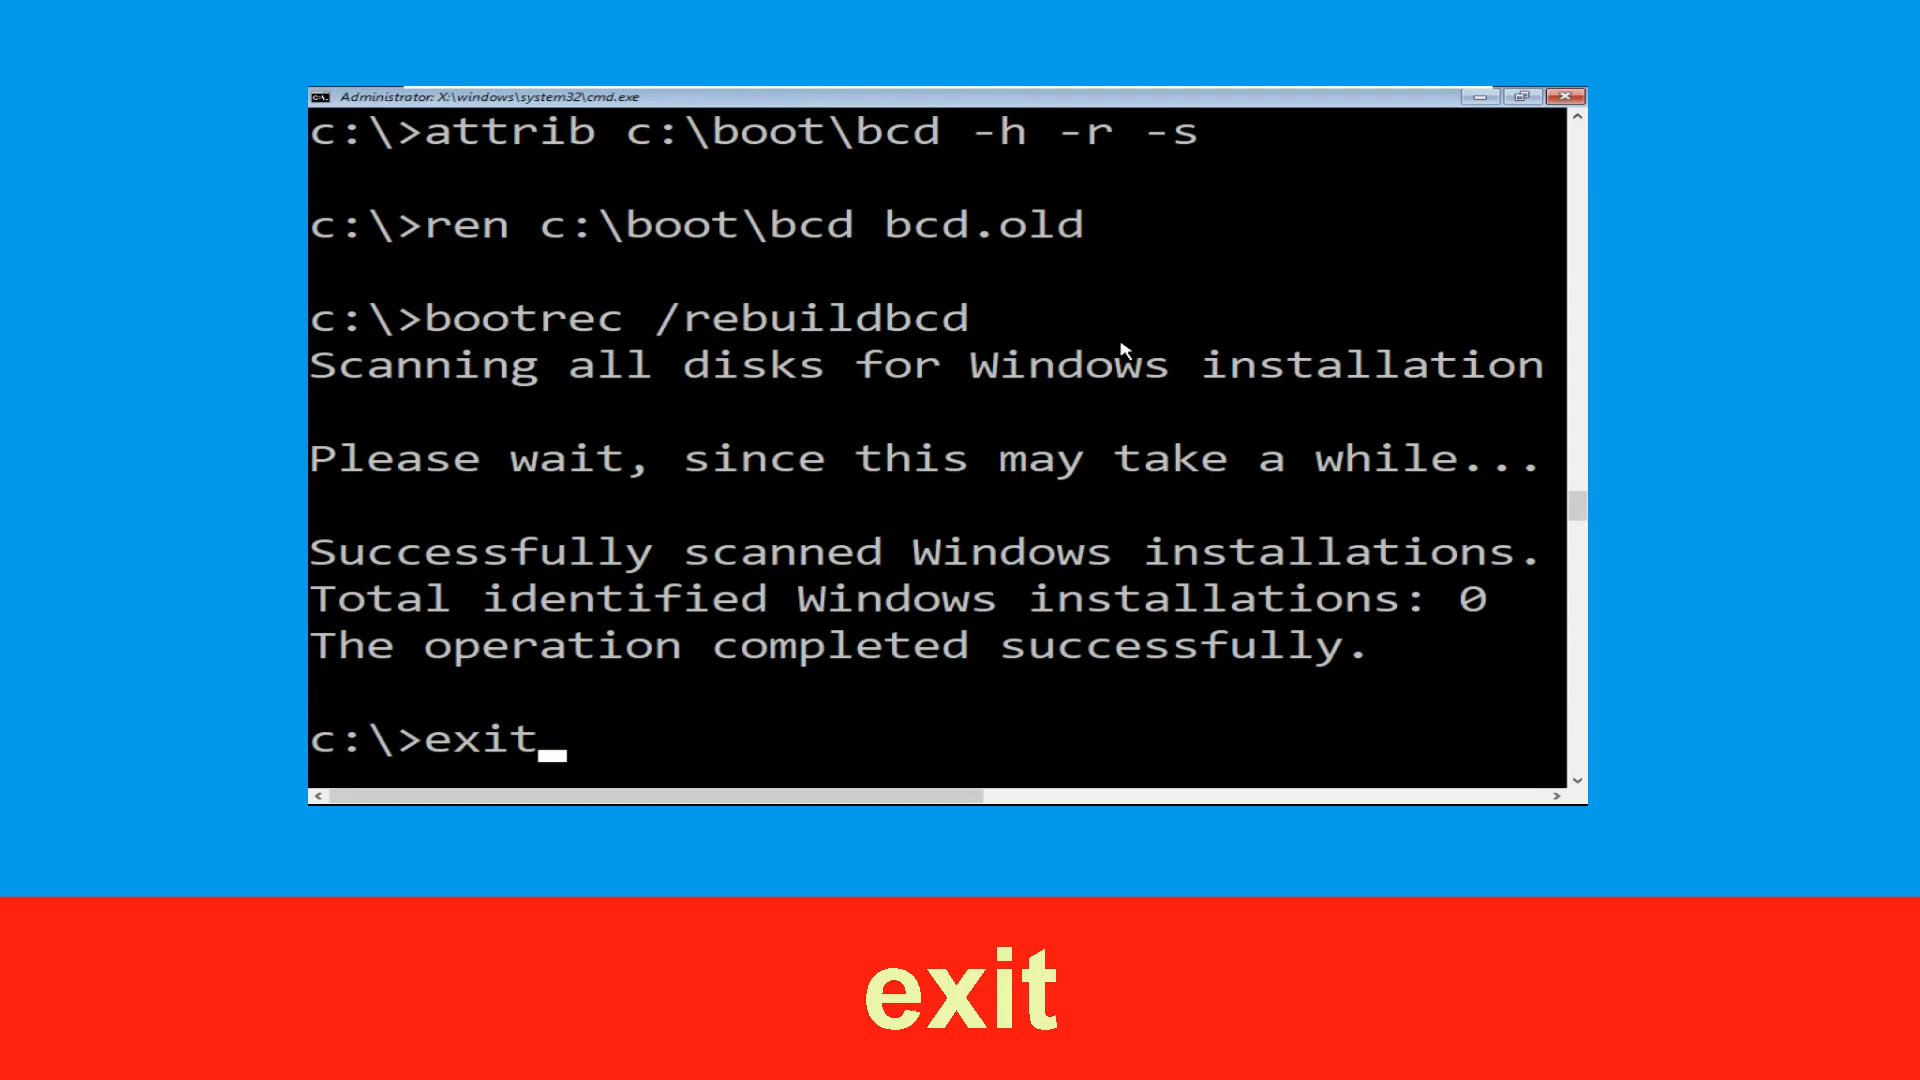 Administrator: X:\windows\system32\cmd.exe
c:\>attrib c:\boot\bcd -h -r -s
c:\>ren c:\boot\bcd bcd.old
c:\>bootrec /rebuildbcd
Scanning all disks for Windows installation
Please wait, since this may take a while...
Successfully scanned Windows installations.
Total identified Windows installations: 0
The operation completed successfully.
c:\>exit_
exit